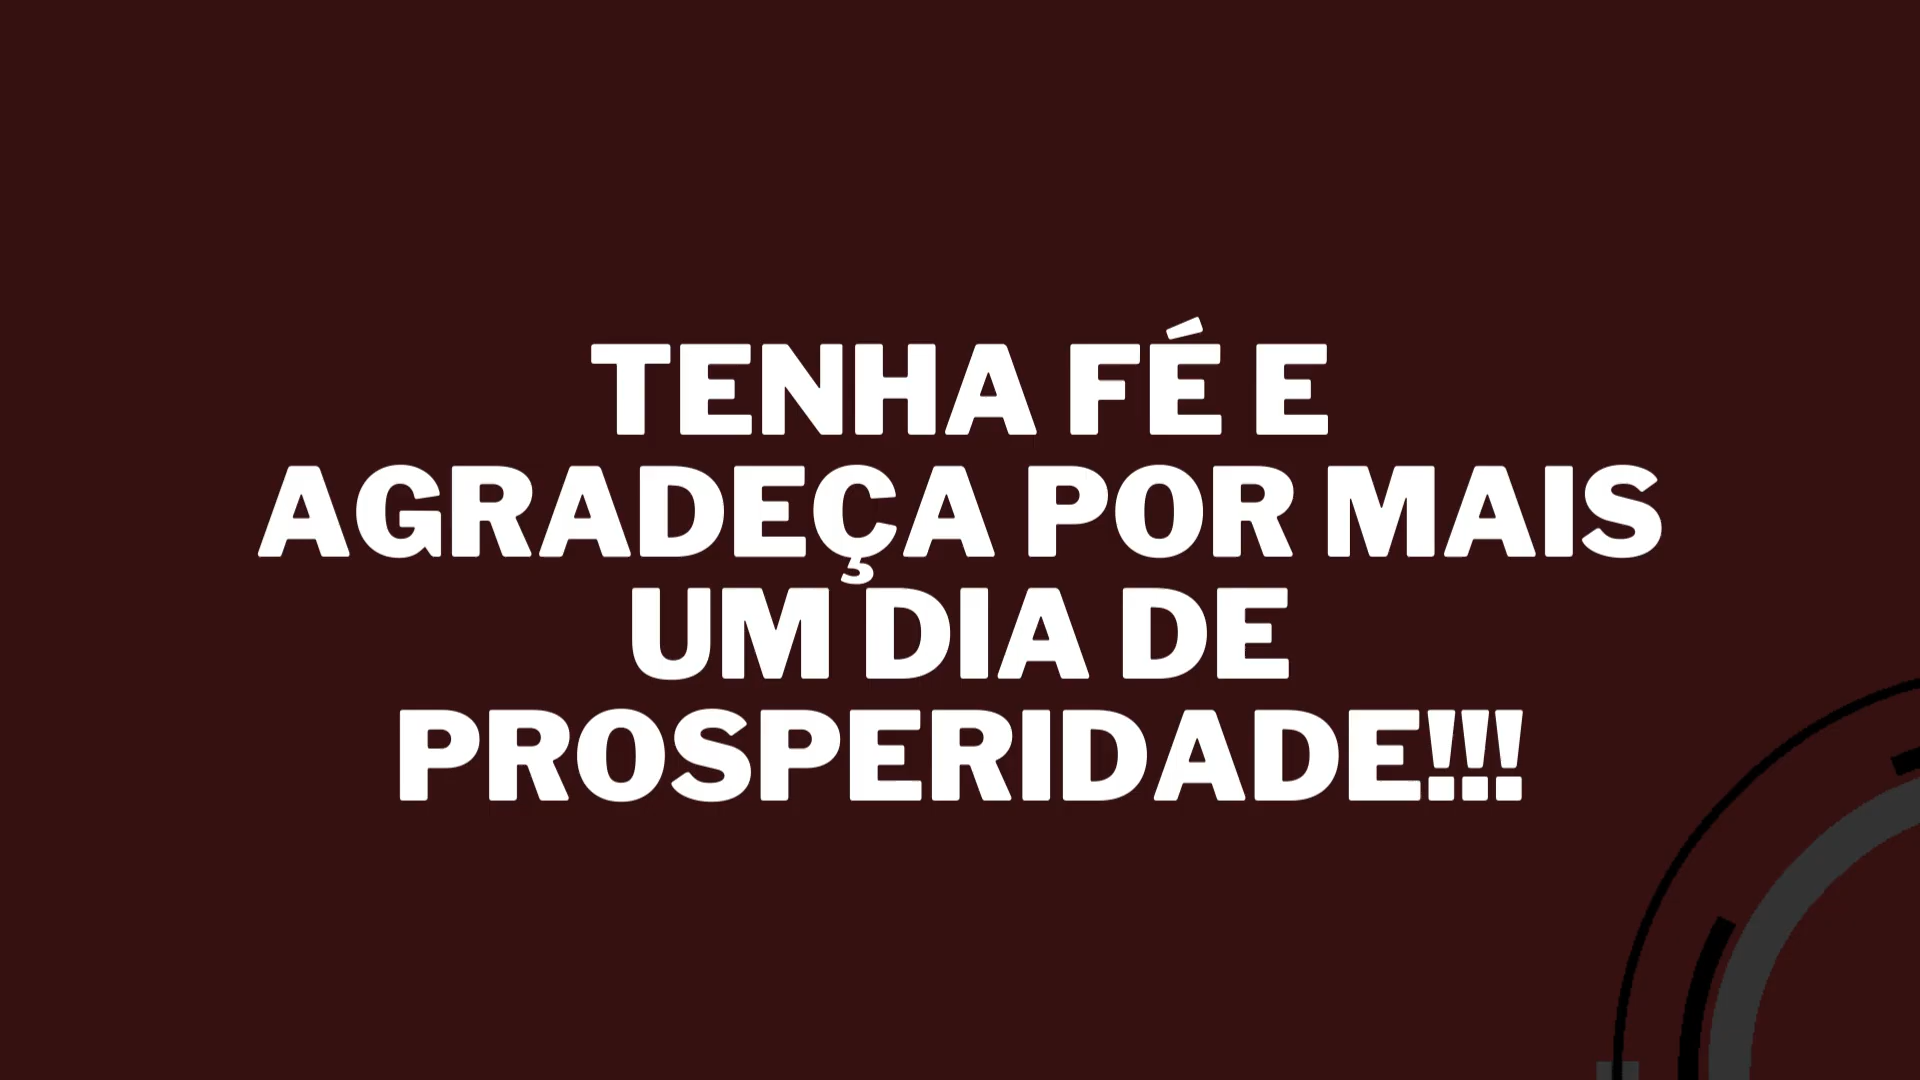 TENHA FÉ E
AGRADEÇA POR MAIS
UM DIA DE
PROSPERIDADE!!!